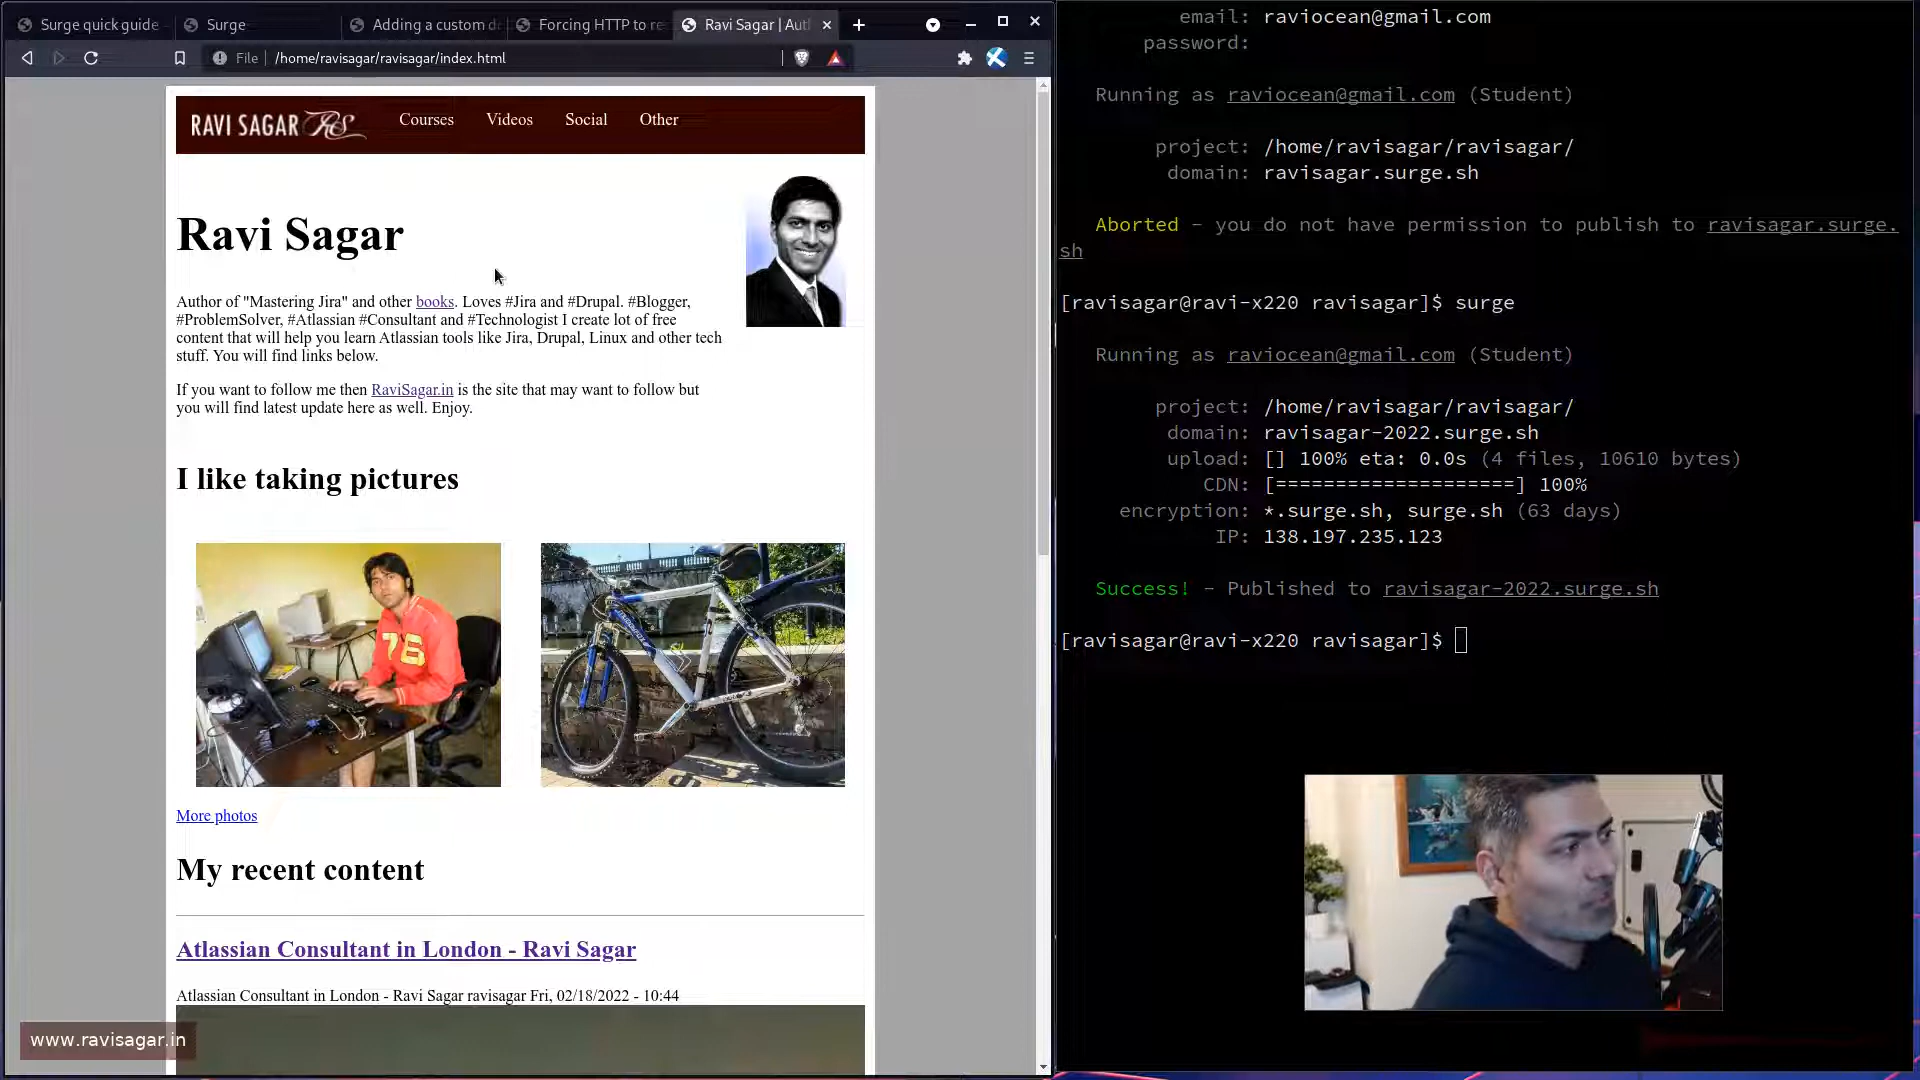 Surge quick guide
Surge
Adding a custom d
Forcing HTTP to re
Ravi Sagar | Aut
File
/home/ravisagar/ravisagar/index.html
RAVI SAGAR RS
Courses
Videos
Social
Other
Ravi Sagar
Author of "Mastering Jira" and other books. Loves #Jira and #Drupal. #Blogger,
#ProblemSolver, #Atlassian #Consultant and #Technologist I create lot of free
content that will help you learn Atlassian tools like Jira, Drupal, Linux and other tech
stuff. You will find links below.
If you want to follow me then RaviSagar.in is the site that may want to follow but
you will find latest update here as well. Enjoy.
I like taking pictures
76
More photos
My recent content
Atlassian Consultant in London - Ravi Sagar
Atlassian Consultant in London - Ravi Sagar ravisagar Fri, 02/18/2022 - 10:44
www.ravisagar.in
email: raviocean@gmail.com
password:
Running as raviocean@gmail.com (Student)
project: /home/ravisagar/ravisagar/
domain: ravisagar.surge.sh
Aborted - you do not have permission to publish to ravisagar.surge.
sh
[ravisagar@ravi-x220 ravisagar]$ surge
Running as raviocean@gmail.com (Student)
project: /home/ravisagar/ravisagar/
domain: ravisagar-2022.surge.sh
upload: [] 100% eta: 0.0s (4 files, 10610 bytes)
CDN: [====================] 100%
encryption: *.surge.sh, surge.sh (63 days)
IP: 138.197.235.123
Success! - Published to ravisagar-2022.surge.sh
[ravisagar@ravi-x220 ravisagar]$